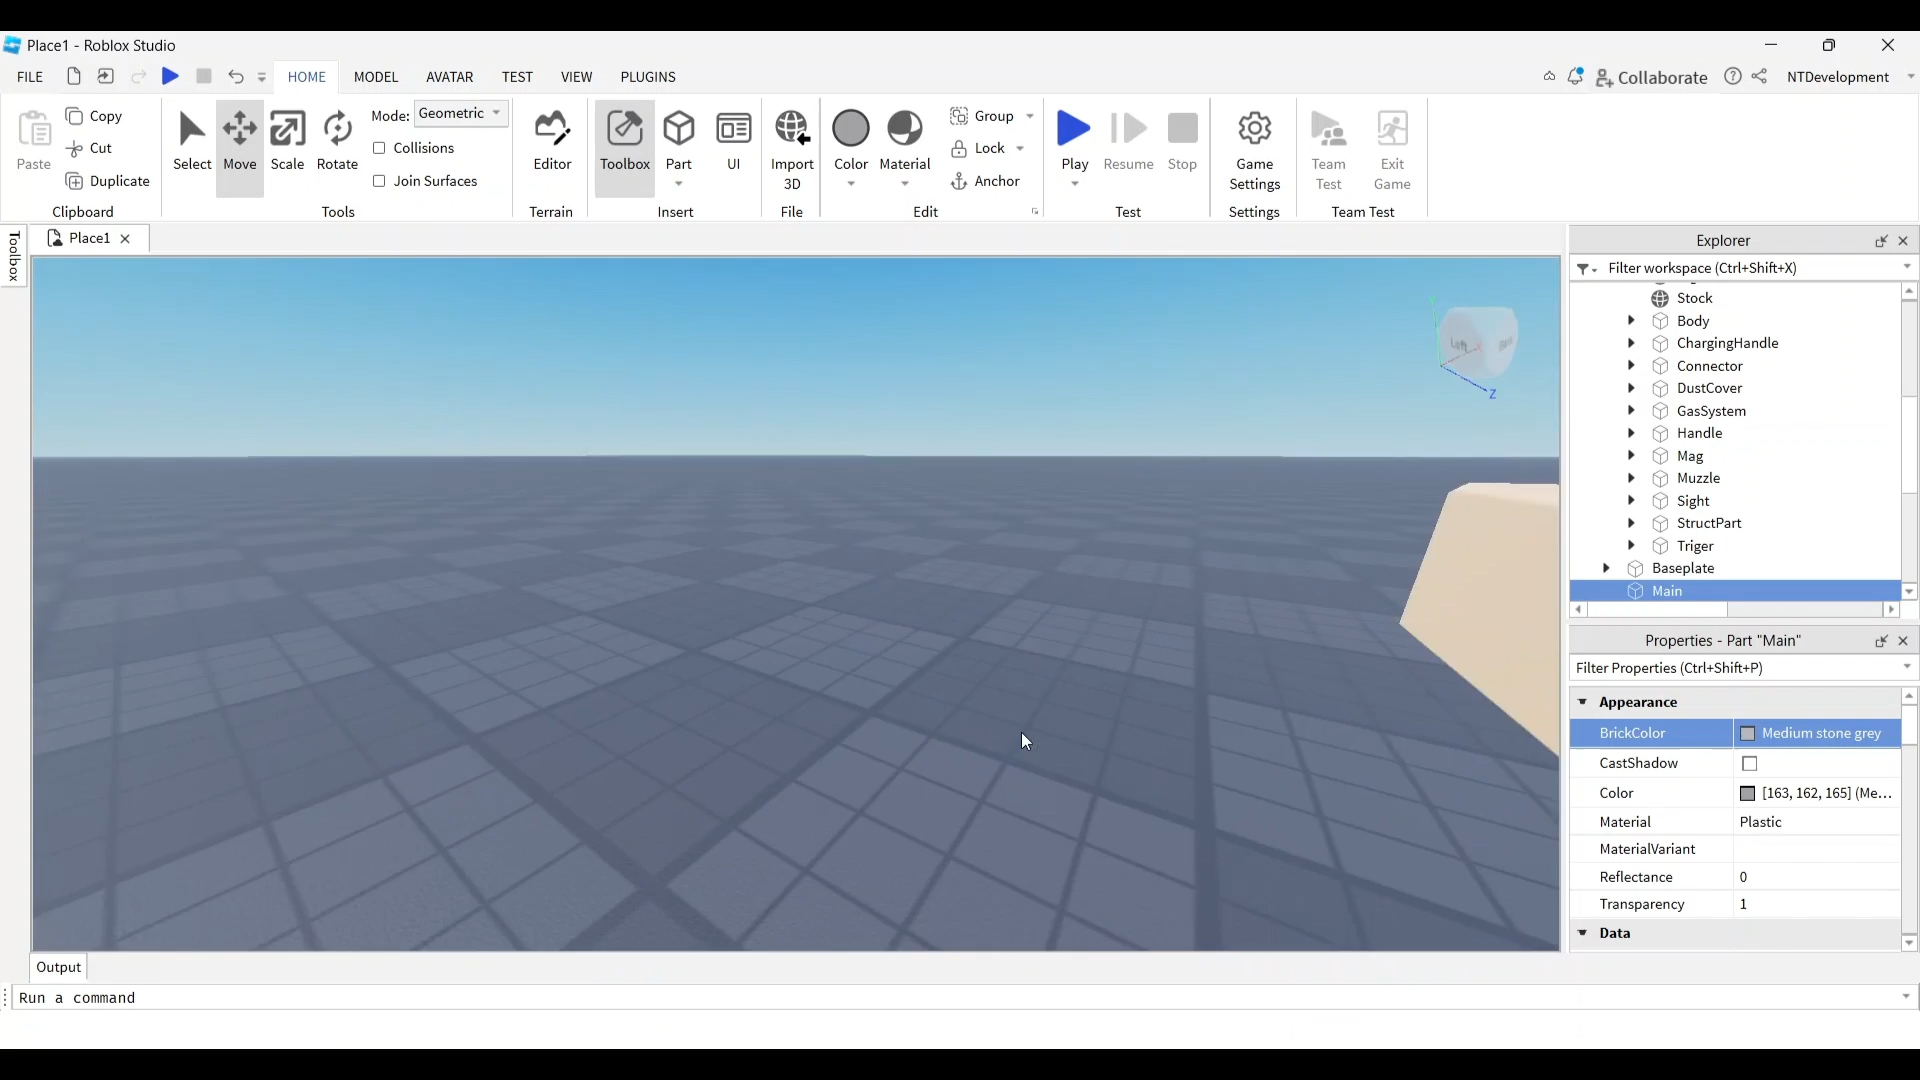 Place1 - Roblox Studio
FILE HOME MODEL AVATAR TEST VIEW PLUGINS Collaborate NTDevelopment
Paste Copy Cut Duplicate
Clipboard
Select Move Scale Rotate Mode: Geometric
Collisions
Join Surfaces
Tools
Editor
Terrain
Toolbox Part UI
Insert
Import
3D
File
Color Material Group
Lock
Anchor
Edit
Play Resume Stop
Test
Game
Settings
Settings
Team
Test
Exit
Game
Team Test
Toolbox
Place1
Left
Y
Z
Explorer
Filter workspace (Ctrl+Shift+X)
Stock
Body
ChargingHandle
Connector
DustCover
GasSystem
Handle
Mag
Muzzle
Sight
StructPart
Triger
Baseplate
Main
Properties - Part "Main"
Filter Properties (Ctrl+Shift+P)
Appearance
BrickColor Medium stone grey
CastShadow
Color [163, 162, 165] (Me...
Material Plastic
MaterialVariant
Reflectance 0
Transparency 1
Data
Output
Run a command